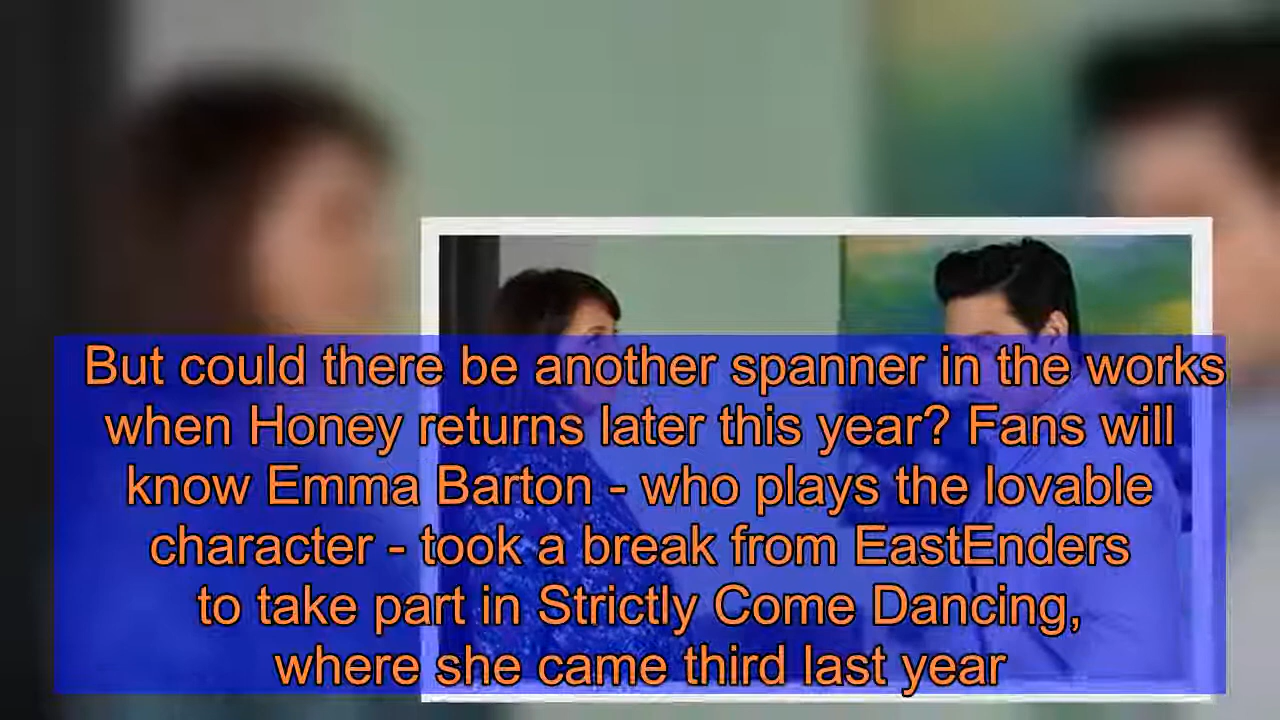 But could there be another spanner in the works
when Honey returns later this year? Fans will
know Emma Barton - who plays the lovable
character - took a break from EastEnders
to take part in Strictly Come Dancing,
where she came third last year